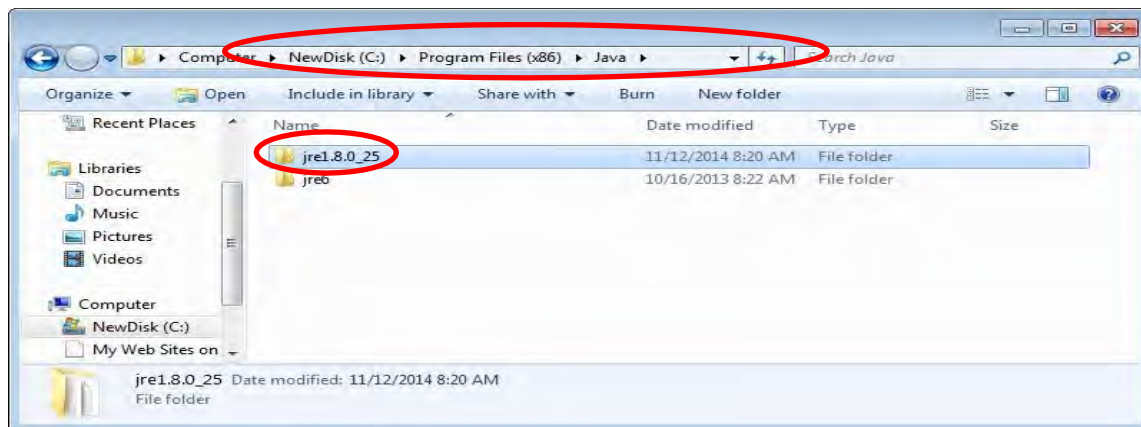 Computer ▸ NewDisk (C:) ▸ Program Files (x86) ▸ Java ▸ Search Java
Organize Open Include in library Share with Burn New folder
Recent Places
Libraries
Documents
Music
Pictures
Videos
Computer
NewDisk (C:)
My Web Sites on
Name Date modified Type Size
jre1.8.0_25 11/12/2014 8:20 AM File folder
jre6 10/16/2013 8:22 AM File folder
jre1.8.0_25 Date modified: 11/12/2014 8:20 AM
File folder